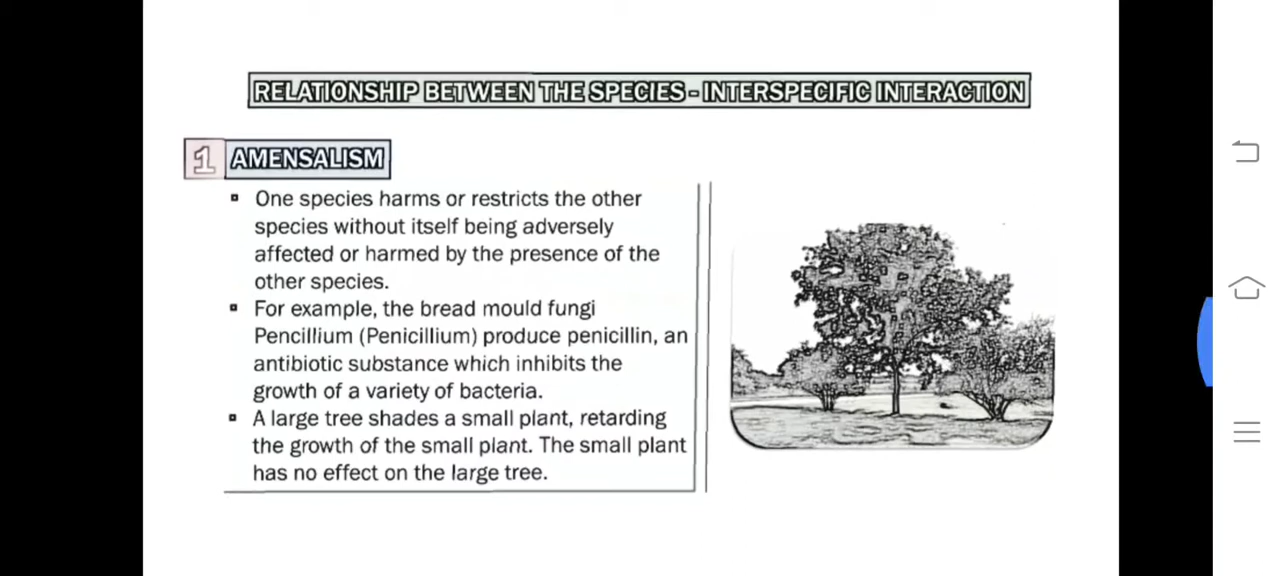 RELATIONSHIP BETWEEN THE SPECIES - INTERSPECIFIC INTERACTION
1 AMENSALISM
▪ One species harms or restricts the other
species without itself being adversely
affected or harmed by the presence of the
other species.
▪ For example, the bread mould fungi
Pencillium (Penicillium) produce penicillin, an
antibiotic substance which inhibits the
growth of a variety of bacteria.
▪ A large tree shades a small plant, retarding
the growth of the small plant. The small plant
has no effect on the large tree.